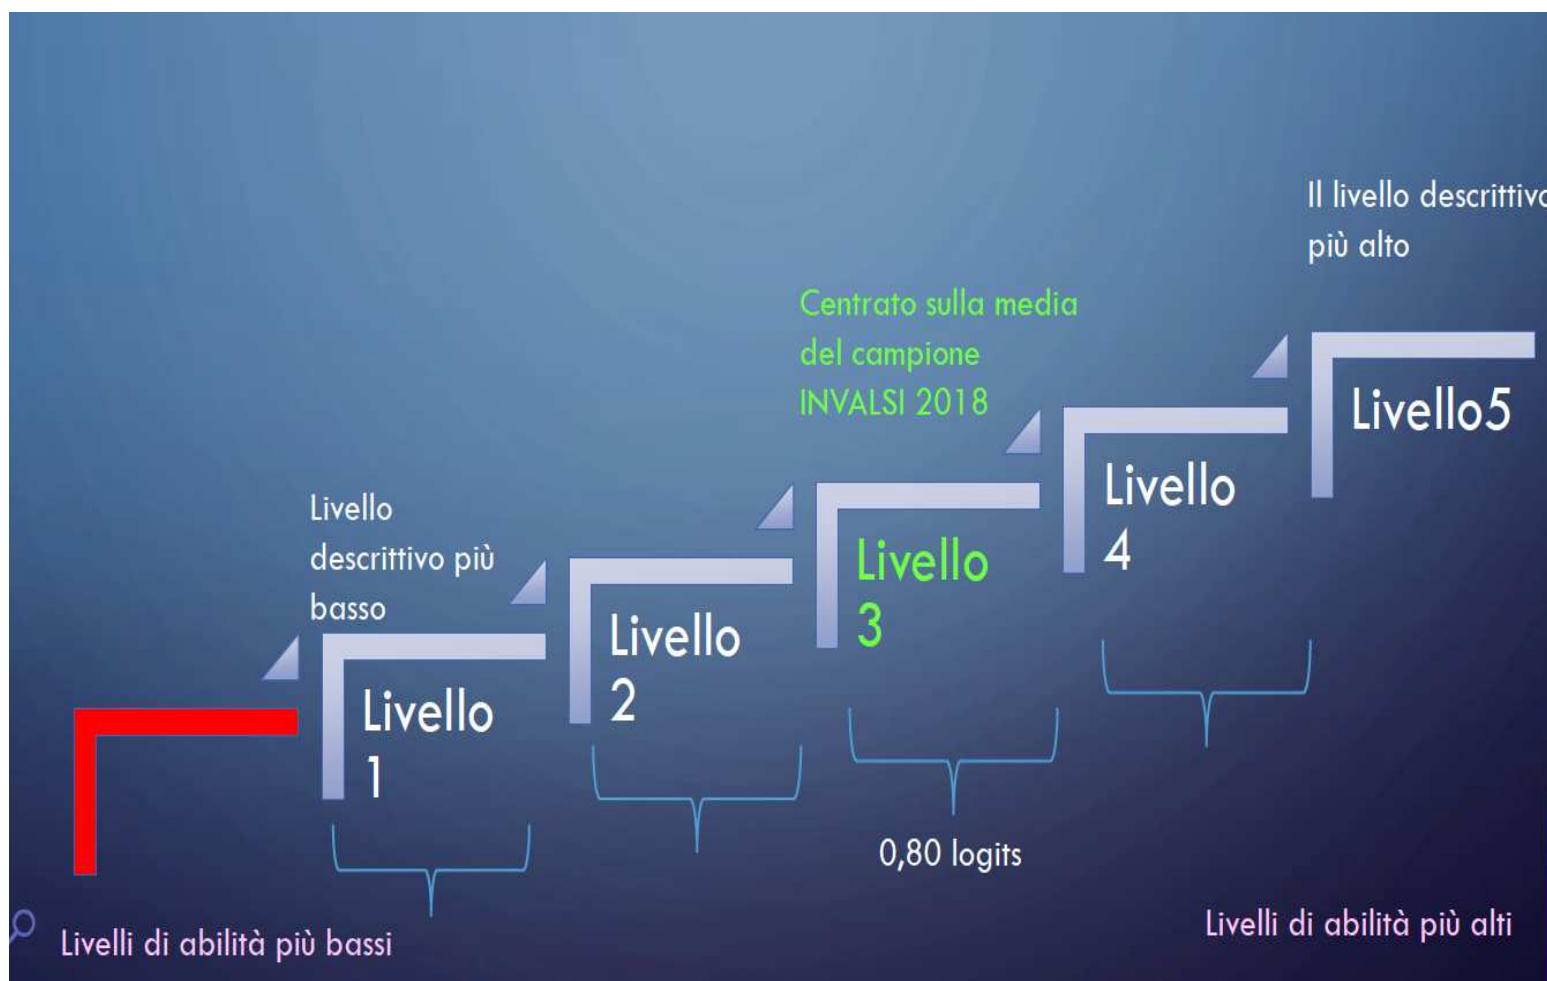 Il livello descrittivo
più alto
Centrato sulla media
del campione
INVALSI 2018
Livello5
Livello
4
Livello
descrittivo più
basso
Livello
3
Livello
2
Livello
1
0,80 logits
Livelli di abilità più alti
Livelli di abilità più bassi